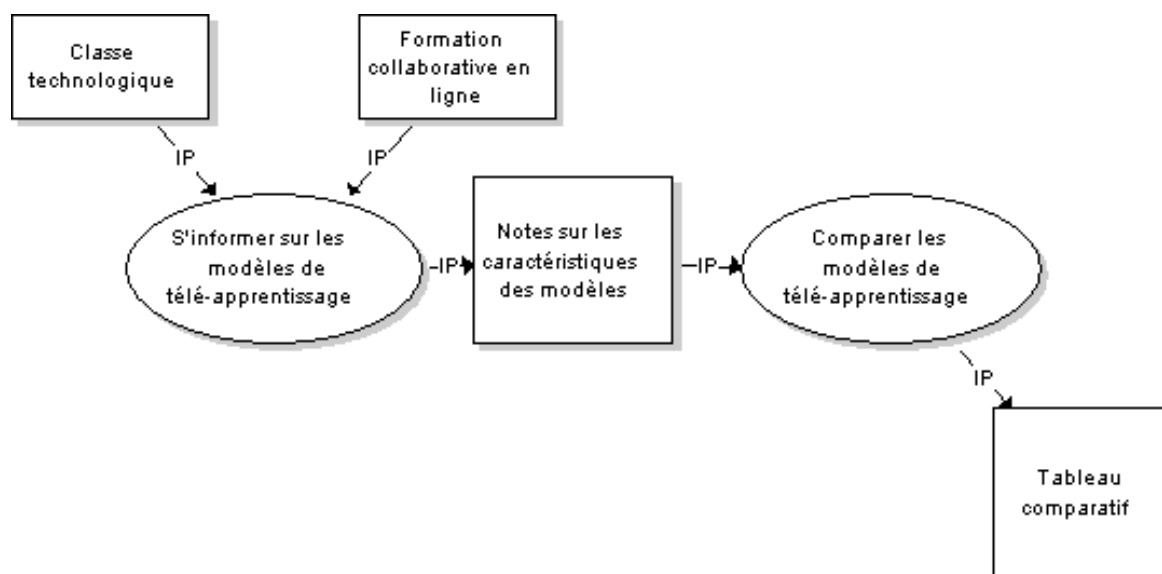 Classe
technologique
Formation
collaborative en
ligne
IP
IP
S'informer sur les
modèles de
télé-apprentissage
IP
Notes sur les
caractéristiques
des modèles
IP
Comparer les
modèles de
télé-apprentissage
IP
Tableau
comparatif